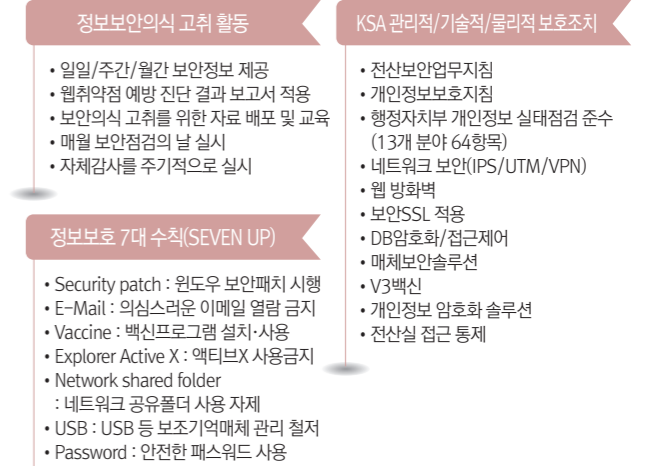 정보보안의식 고취 활동
• 일일/주간/월간 보안정보 제공
• 웹취약점 예방 진단 결과 보고서 적용
• 보안의식 고취를 위한 자료 배포 및 교육
• 매월 보안점검의 날 실시
• 자체감사를 주기적으로 실시
정보보호 7대 수칙(SEVEN UP)
• Security patch : 윈도우 보안패치 시행
• E-Mail : 의심스러운 이메일 열람 금지
• Vaccine : 백신프로그램 설치·사용
• Explorer Active X : 액티브X 사용금지
• Network shared folder
: 네트워크 공유폴더 사용 자제
• USB : USB 등 보조기억매체 관리 철저
• Password : 안전한 패스워드 사용
KSA 관리적/기술적/물리적 보호조치
• 전산보안업무지침
• 개인정보보호지침
• 행정자치부 개인정보 실태점검 준수
(13개 분야 64항목)
• 네트워크 보안(IPS/UTM/VPN)
• 웹 방화벽
• 보안SSL 적용
• DB암호화/접근제어
• 매체보안솔루션
• V3백신
• 개인정보 암호화 솔루션
• 전산실 접근 통제